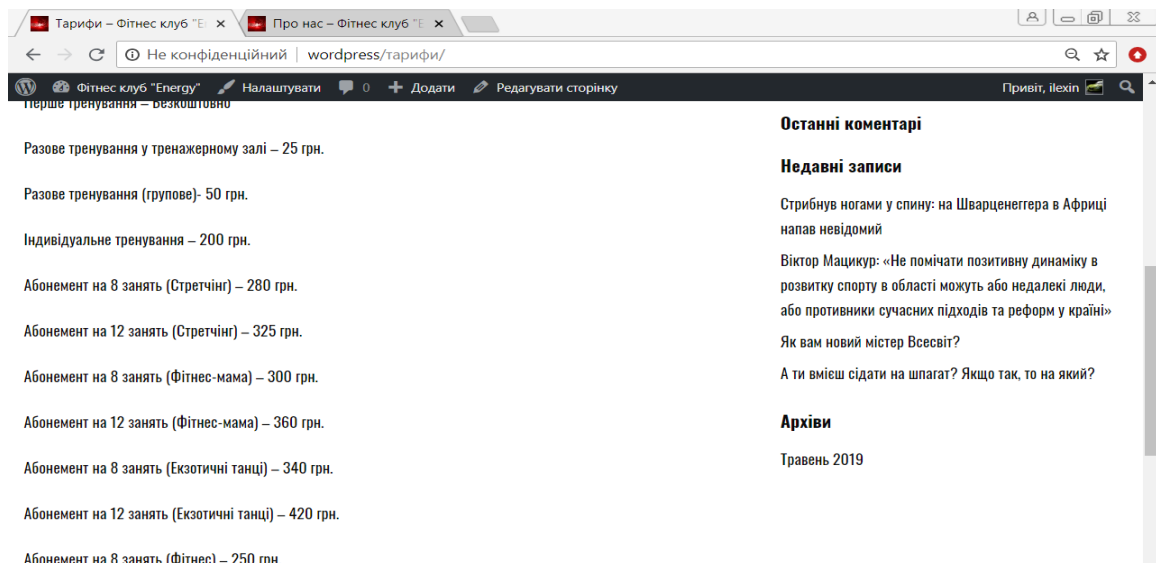 Тарифи – Фітнес клуб "E
Про нас – Фітнес клуб "E
Не конфіденційний | wordpress/тарифи/
Фітнес клуб "Energy" Налаштувати 0 Додати Редагувати сторінку Привіт, ilexin
Перше тренування – Безкоштовно
Разове тренування у тренажерному залі – 25 грн.
Разове тренування (групове)- 50 грн.
Індивідуальне тренування – 200 грн.
Абонемент на 8 занять (Стретчінг) – 280 грн.
Абонемент на 12 занять (Стретчінг) – 325 грн.
Абонемент на 8 занять (Фітнес-мама) – 300 грн.
Абонемент на 12 занять (Фітнес-мама) – 360 грн.
Абонемент на 8 занять (Екзотичні танці) – 340 грн.
Абонемент на 12 занять (Екзотичні танці) – 420 грн.
Абонемент на 8 занять (Фітнес) – 250 грн
Останні коментарі
Недавні записи
Стрибнув ногами у спину: на Шварценеггера в Африці
напав невідомий
Віктор Мацикур: «Не помічати позитивну динаміку в
розвитку спорту в області можуть або недалекі люди,
або противники сучасних підходів та реформ у країні»
Як вам новий містер Всесвіт?
А ти вмієш сідати на шпагат? Якщо так, то на який?
Архіви
Травень 2019